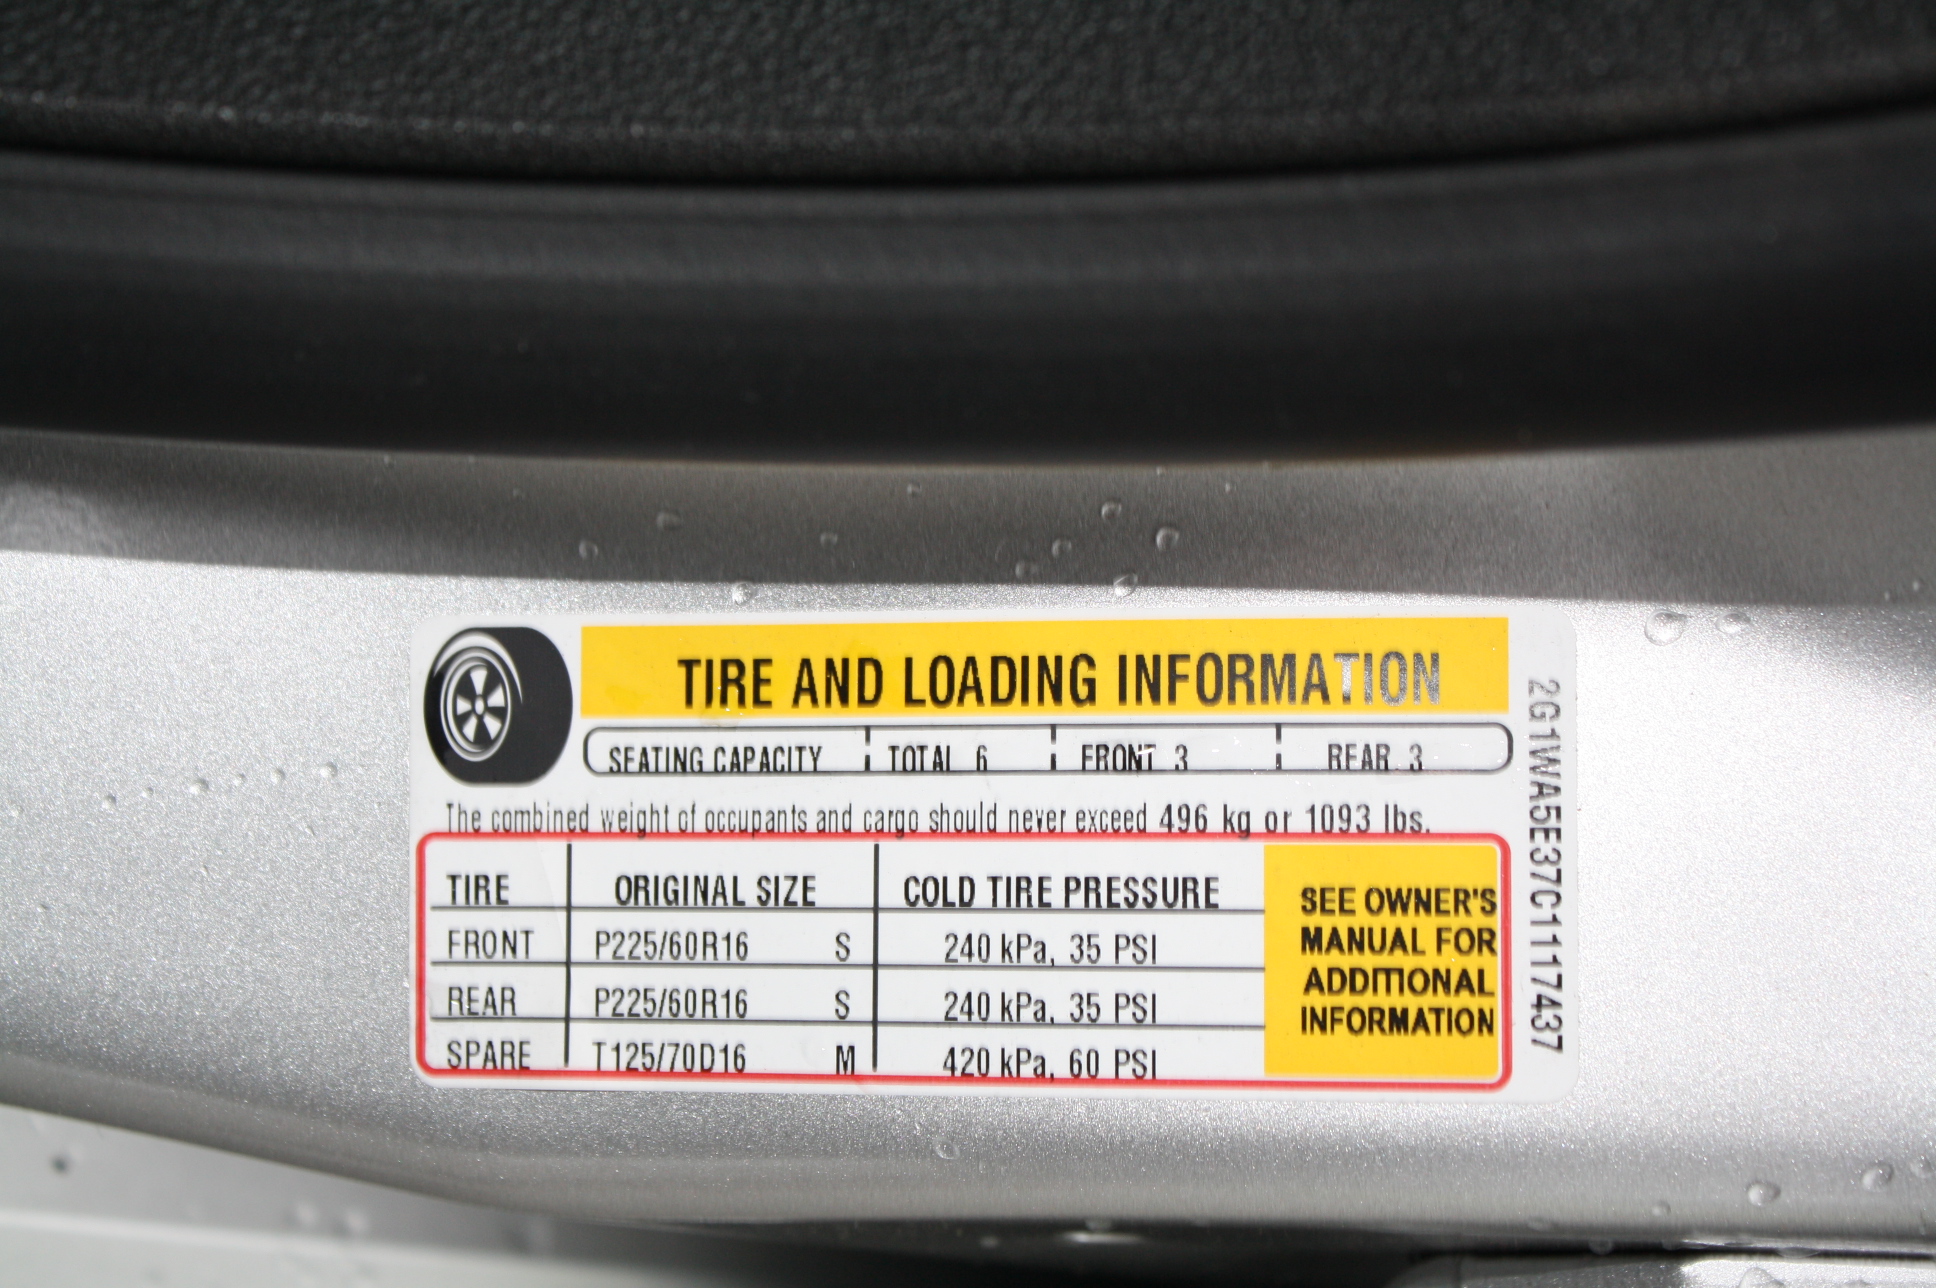 TIRE AND LOADING INFORMATION
SEATING CAPACITY TOTAL 6 FRONT 3 REAR 3
The combined weight of occupants and cargo should never exceed 496 kg or 1093 lbs.
TIRE ORIGINAL SIZE COLD TIRE PRESSURE
FRONT P225/60R16 S 240 kPa, 35 PSI
REAR P225/60R16 S 240 kPa, 35 PSI
SPARE T125/70D16 M 420 kPa, 60 PSI
SEE OWNER'S
MANUAL FOR
ADDITIONAL
INFORMATION
2G1WA5E37C1117437